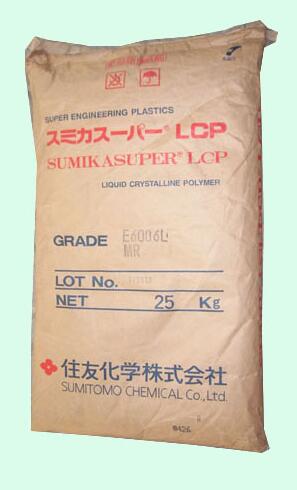 SUPER ENGINEERING PLASTICS
スミカスーパー® LCP
SUMIKASUPER® LCP
LIQUID CRYSTALLINE POLYMER
GRADE E6006L
MR
LOT No.
NET 25 Kg
住友化学株式会社
SUMITOMO CHEMICAL Co., Ltd.